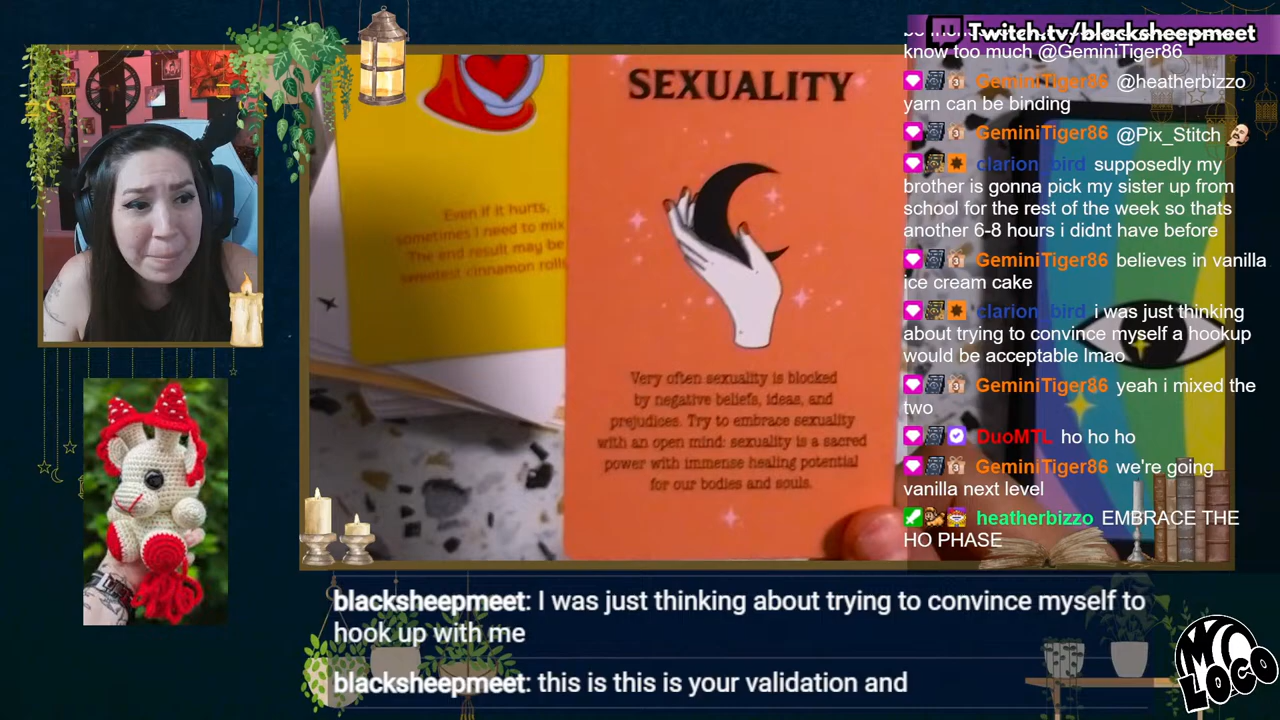 Twitch.tv/blacksheepmeet
know too much @GeminiTiger86
GeminiTiger86 @heatherbizzo
yarn can be binding
GeminiTiger86 @Pix_Stitch
clarion_bird supposedly my
brother is gonna pick my sister up from
school for the rest of the week so thats
another 6-8 hours i didnt have before
GeminiTiger86 believes in vanilla
ice cream cake
clarion_bird i was just thinking
about trying to convince myself a hookup
would be acceptable lmao
GeminiTiger86 yeah i mixed the
two
DuoMTL ho ho ho
GeminiTiger86 we're going
vanilla next level
heatherbizzo EMBRACE THE
HO PHASE
Even if it hurts,
sometimes I need to mix
The end result may be
sweetest cinnamon roll
SEXUALITY
Very often sexuality is blocked
by negative beliefs, ideas, and
prejudices. Try to embrace sexuality
with an open mind: sexuality is a sacred
power with immense healing potential
for our bodies and souls.
blacksheepmeet: I was just thinking about trying to convince myself to
hook up with me
blacksheepmeet: this is this is your validation and
MC
LOCO